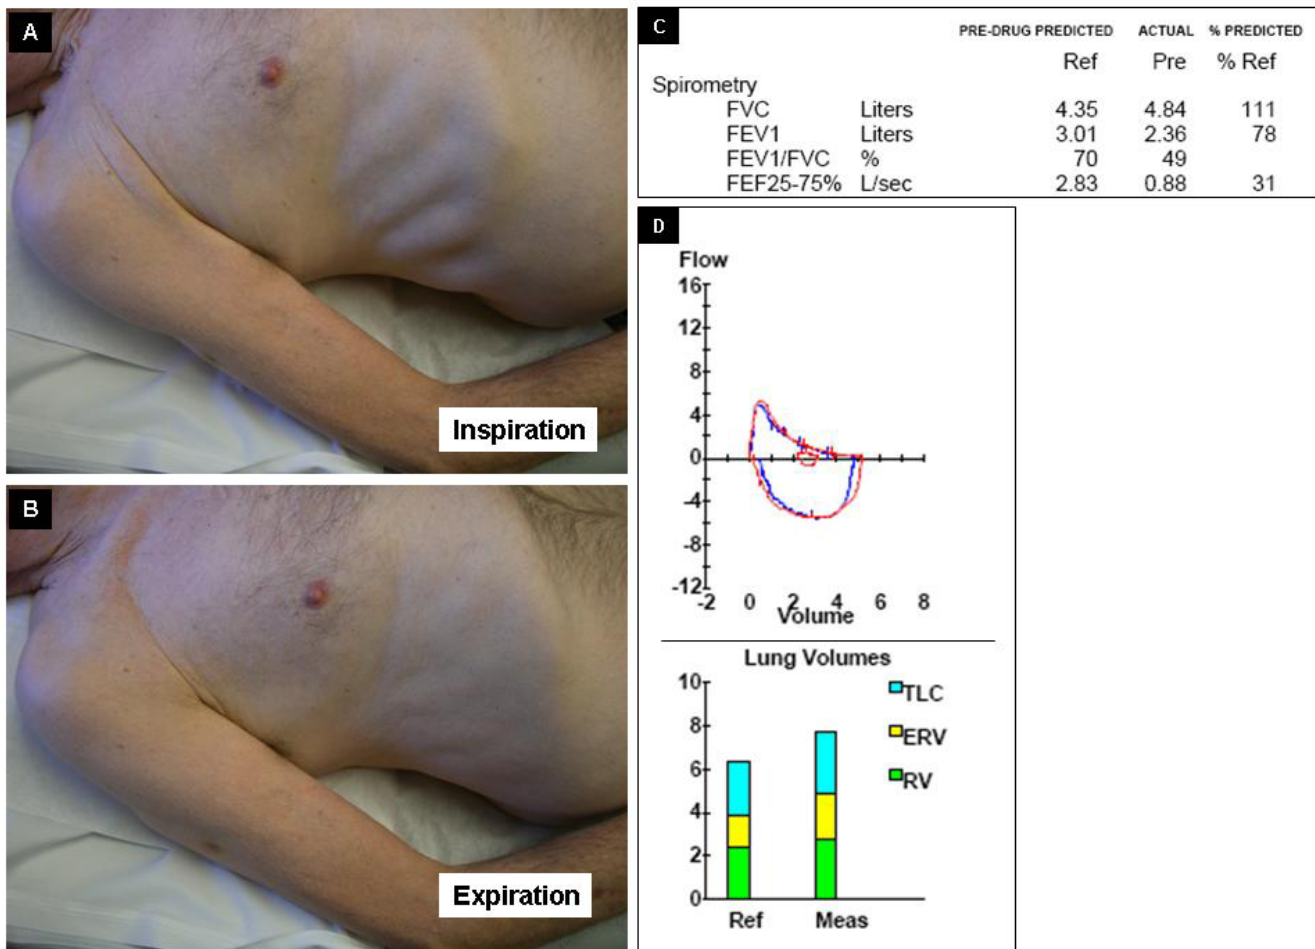 A
Inspiration
B
Expiration
C
PRE-DRUG PREDICTED ACTUAL % PREDICTED
Ref Pre % Ref
Spirometry
FVC Liters 4.35 4.84 111
FEV1 Liters 3.01 2.36 78
FEV1/FVC % 70 49
FEF25-75% L/sec 2.83 0.88 31
D
Flow
16
12
8
4
0
-4
-8
-12
-2 0 2 4 6 8
Volume
Lung Volumes
10
8
6
4
2
0
TLC
ERV
RV
Ref Meas